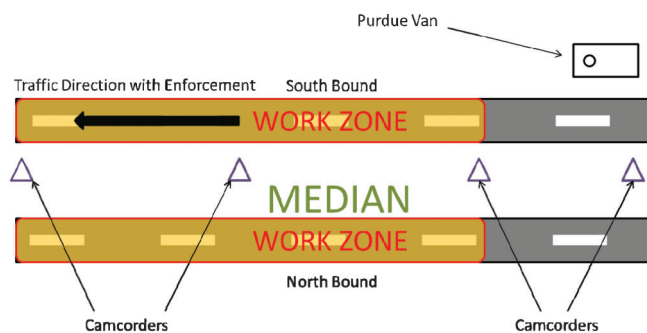 Purdue Van
Traffic Direction with Enforcement
South Bound
WORK ZONE
MEDIAN
WORK ZONE
North Bound
Camcorders
Camcorders